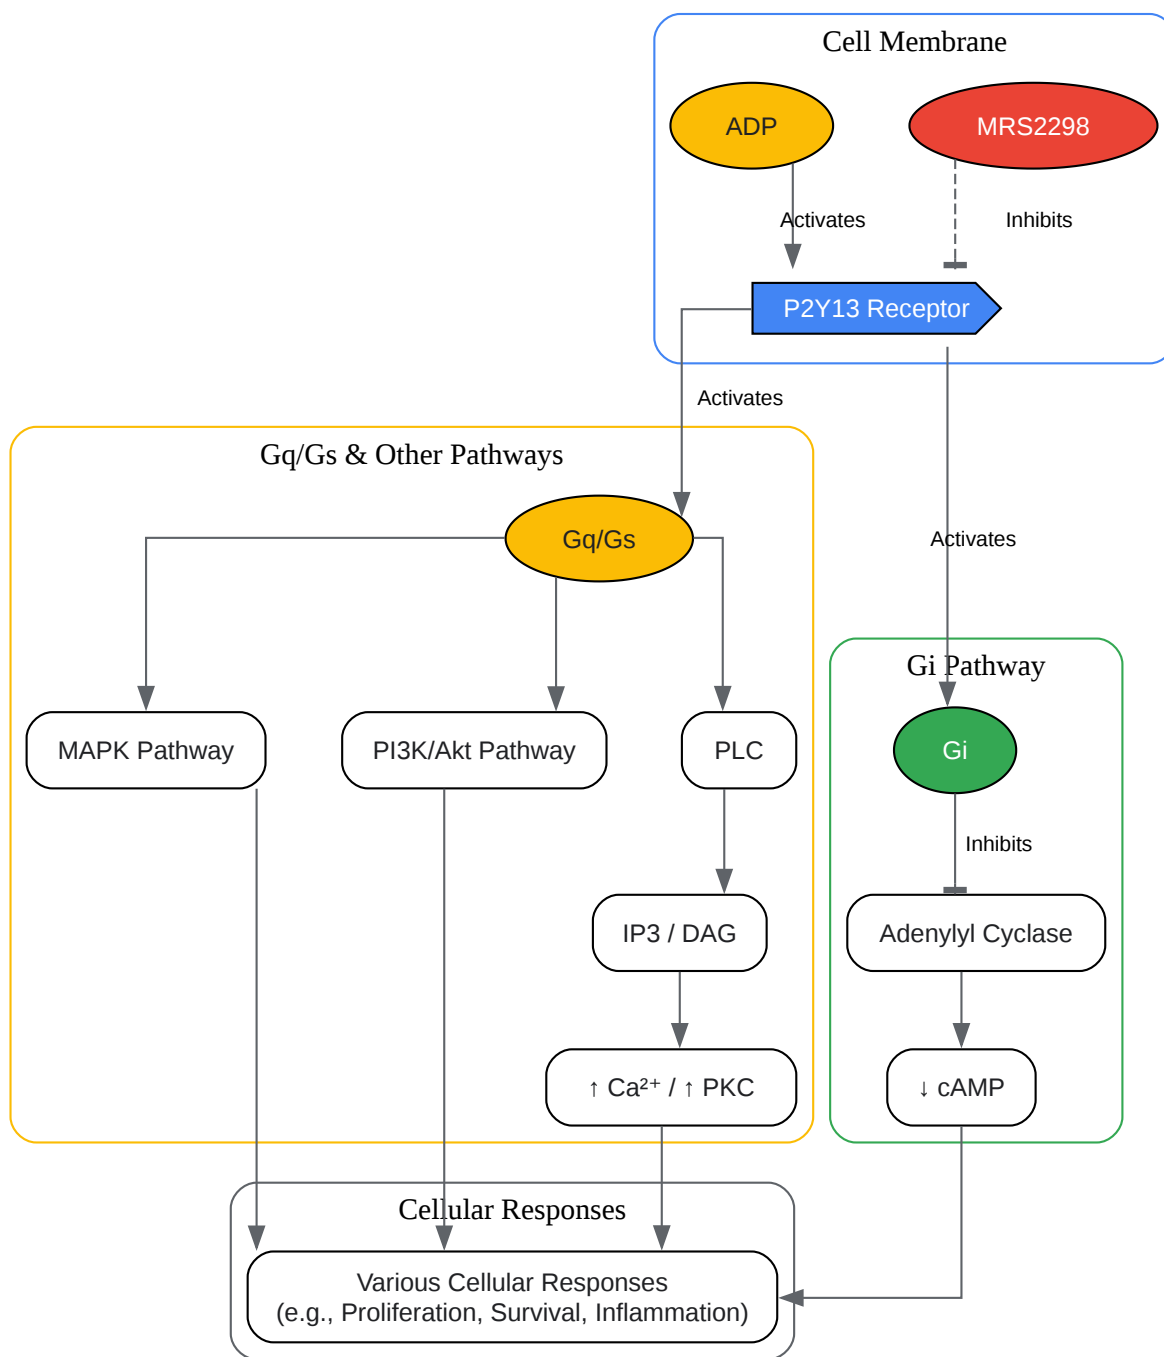 Cell Membrane
ADP
MRS2298
Activates
Inhibits
P2Y13 Receptor
Activates
Gq/Gs & Other Pathways
Gq/Gs
Activates
Gi Pathway
MAPK Pathway
PI3K/Akt Pathway
PLC
Gi
Inhibits
IP3 / DAG
Adenylyl Cyclase
↑ Ca²⁺ / ↑ PKC
↓ cAMP
Cellular Responses
Various Cellular Responses
(e.g., Proliferation, Survival, Inflammation)